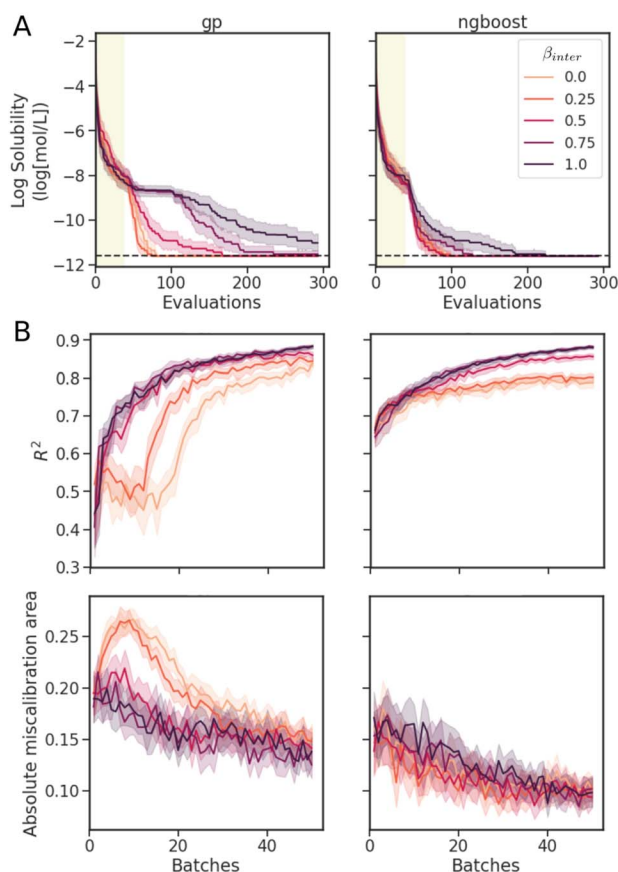 A
gp
ngboost
Log Solubility
(log[mol/L])
−2
−4
−6
−8
−10
−12
0
100
200
300
Evaluations
β_inter
0.0
0.25
0.5
0.75
1.0
0
100
200
300
Evaluations
B
R²
0.9
0.8
0.7
0.6
0.5
0.4
0.3
Absolute miscalibration area
0.25
0.20
0.15
0.10
0
20
40
Batches
0
20
40
Batches